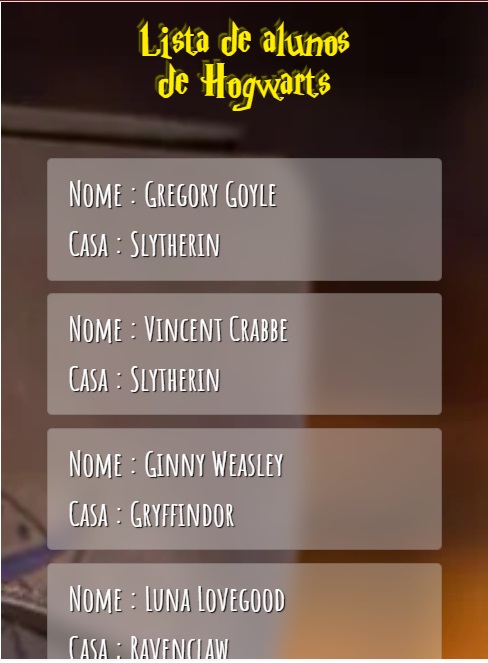 Lista de alunos
de Hogwarts
Nome : Gregory Goyle
Casa : Slytherin
Nome : Vincent Crabbe
Casa : Slytherin
Nome : Ginny Weasley
Casa : Gryffindor
Nome : Luna Lovegood
Casa : Ravenclaw